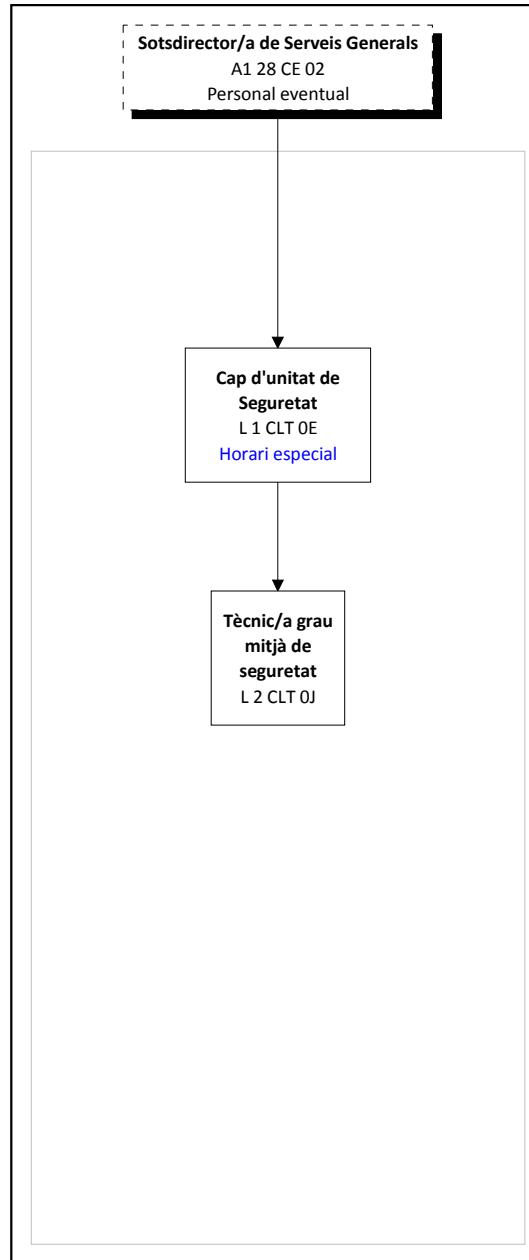 Sotsdirector/a de Serveis Generals
A1 28 CE 02
Personal eventual
Cap d'unitat de
Seguretat
L 1 CLT 0E
Horari especial
Tècnic/a grau
mitjà de
seguretat
L 2 CLT 0J